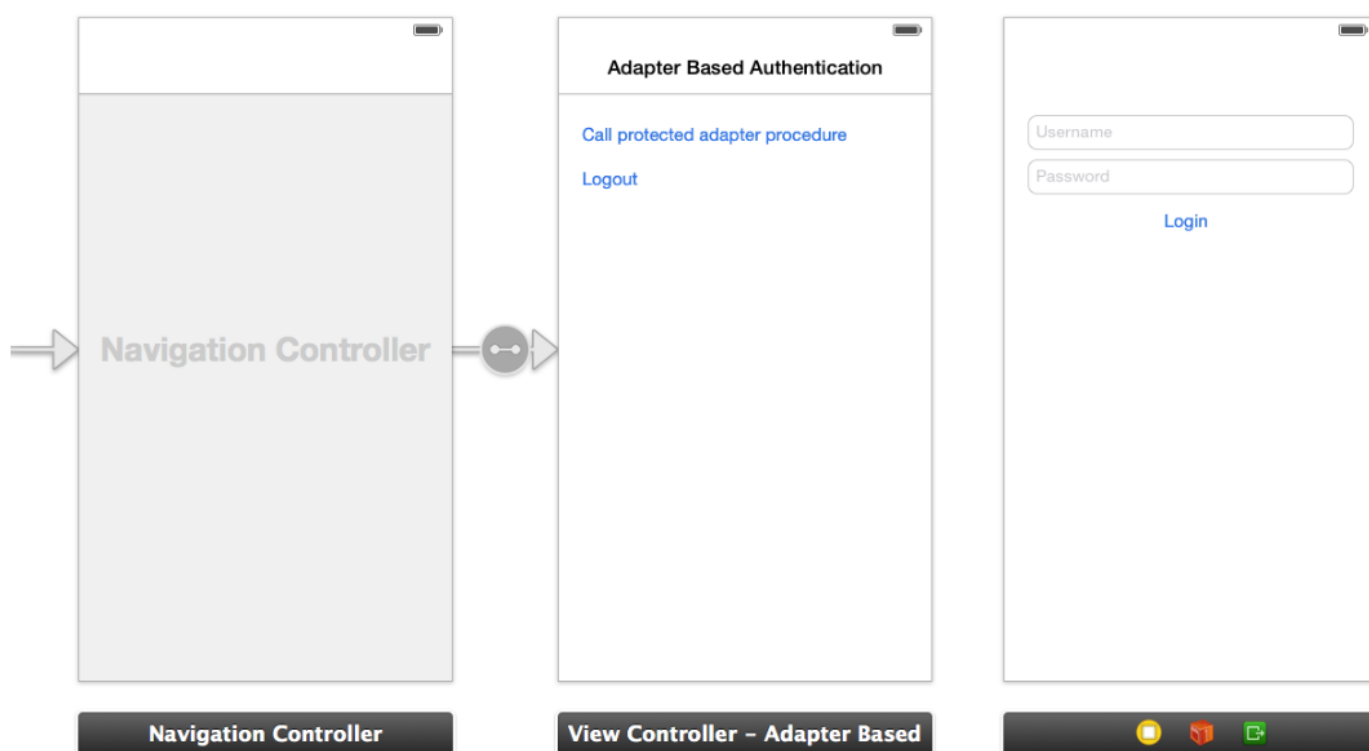 Navigation Controller
Navigation Controller
Adapter Based Authentication
Call protected adapter procedure
Logout
View Controller – Adapter Based
Username
Password
Login